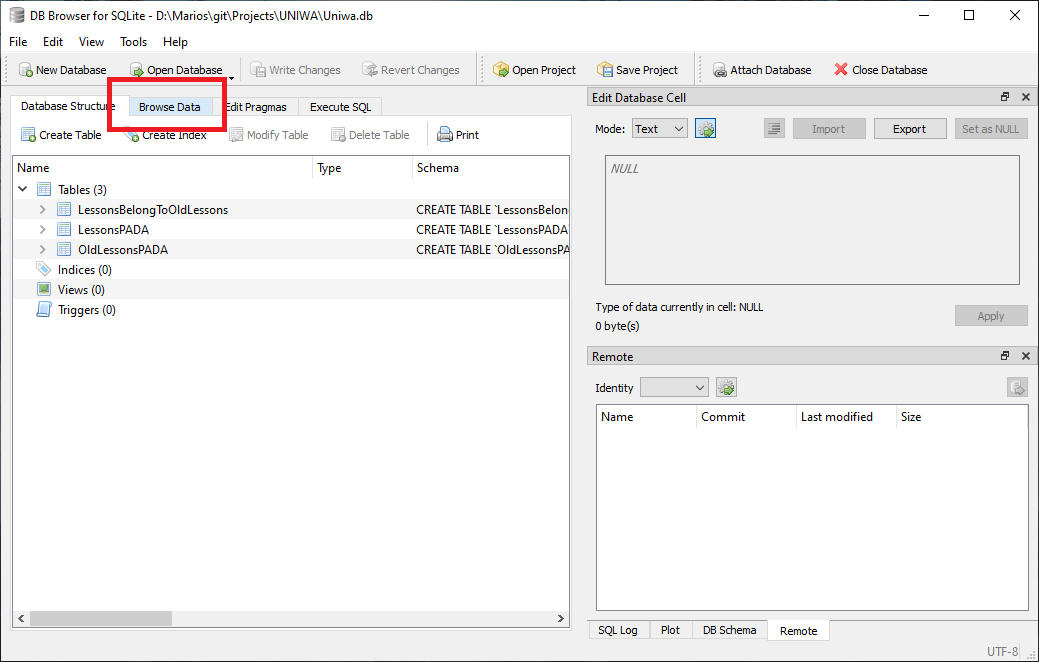 DB Browser for SQLite - D:\Marios\git\Projects\UNIWA\Uniwa.db
File Edit View Tools Help
New Database Open Database Write Changes Revert Changes Open Project Save Project Attach Database Close Database
Database Structure Browse Data Edit Pragmas Execute SQL
Create Table Create Index Modify Table Delete Table Print
Name Type Schema
Tables (3)
LessonsBelongToOldLessons CREATE TABLE `LessonsBelon
LessonsPADA CREATE TABLE `LessonsPADA
OldLessonsPADA CREATE TABLE `OldLessonsPA
Indices (0)
Views (0)
Triggers (0)
Edit Database Cell
Mode: Text Import Export Set as NULL
NULL
Type of data currently in cell: NULL
0 byte(s)
Apply
Remote
Identity
Name Commit Last modified Size
SQL Log Plot DB Schema Remote
UTF-8